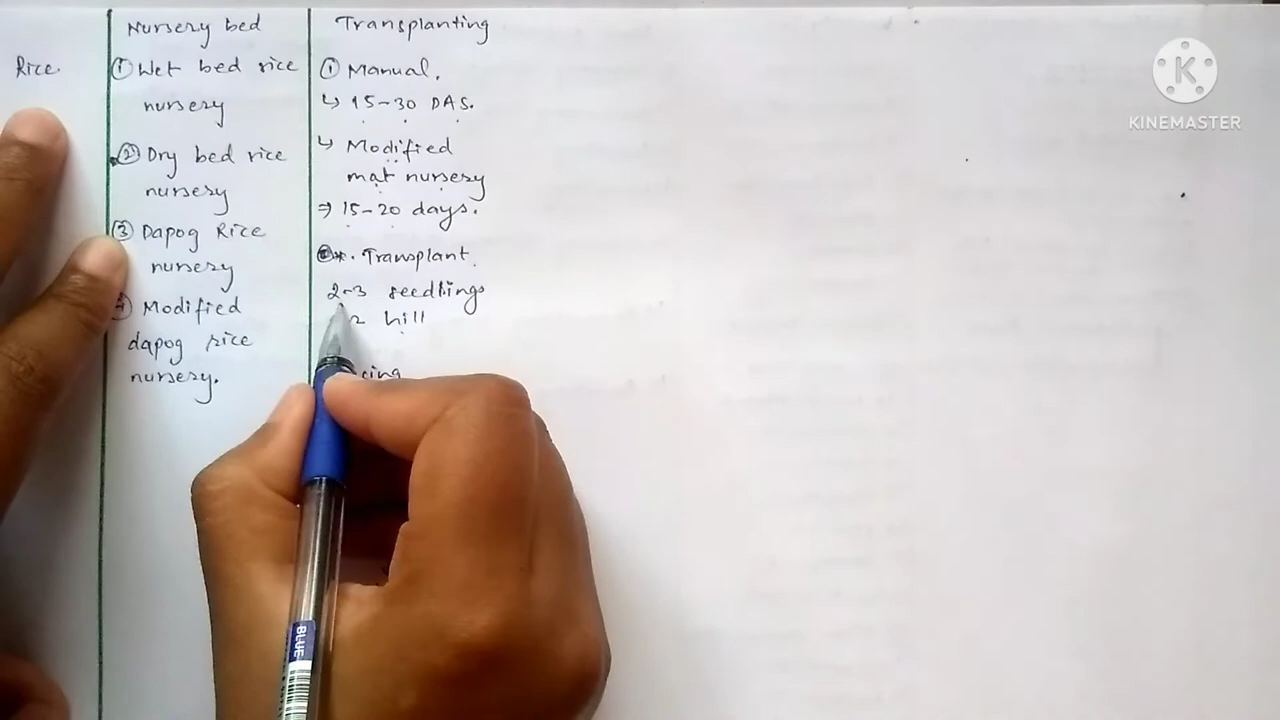 Nursery bed
Transplanting
Rice
① Wet bed rice
nursery
② Dry bed rice
nursery
③ Dapog Rice
nursery
Modified
dapog rice
nursery.
① Manual.
↳ 15-30 DAS.
↳ Modified
mat nursery
⇒ 15-20 days.
*. Transplant.
2-3 seedlings
hill
K
KINEMASTER
BLUE